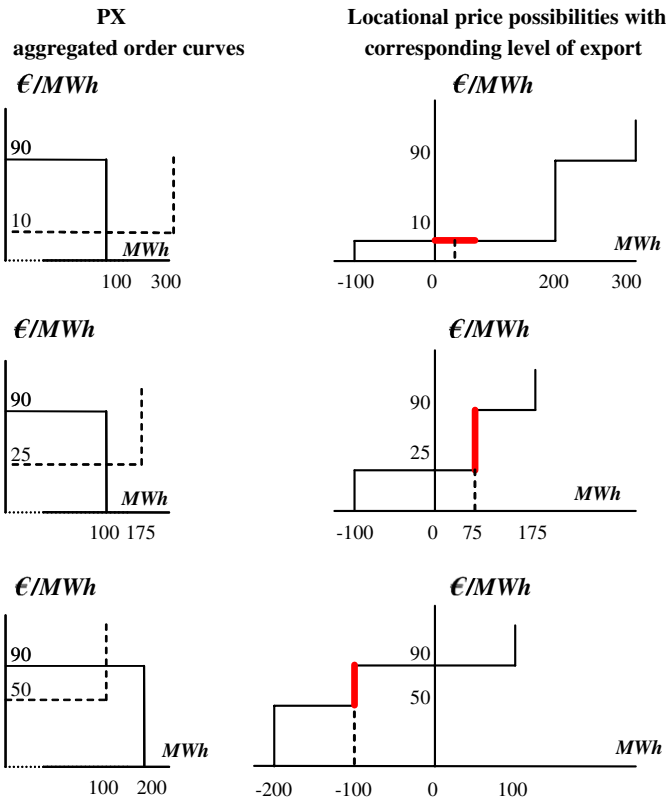 PX
aggregated order curves
Locational price possibilities with
corresponding level of export
€/MWh
90
10
MWh
100 300
€/MWh
90
10
MWh
-100 0 200 300
€/MWh
90
25
MWh
100 175
€/MWh
90
25
MWh
-100 0 75 175
€/MWh
90
50
MWh
100 200
€/MWh
90
50
MWh
-200 -100 0 100